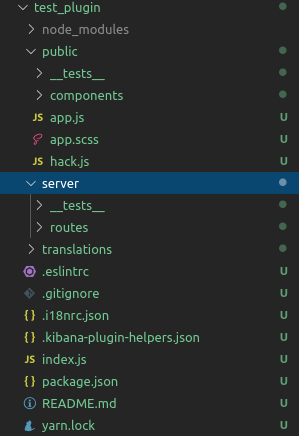 test_plugin
node_modules
public
__tests__
components
JS app.js U
app.scss U
JS hack.js U
server
__tests__
routes
translations
.eslintrc U
.gitignore U
{ } .i18nrc.json U
{ } .kibana-plugin-helpers.json U
JS index.js U
{ } package.json U
README.md U
yarn.lock U